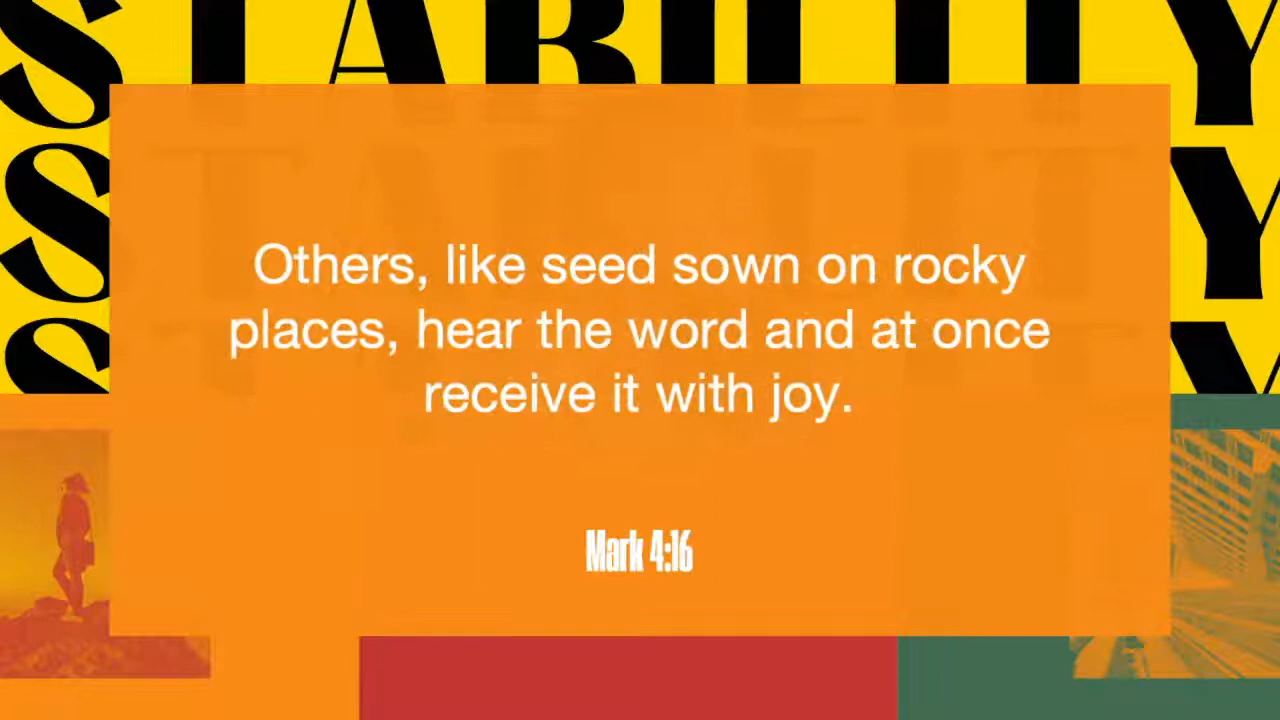 STABILITY
Others, like seed sown on rocky
places, hear the word and at once
receive it with joy.
Mark 4:16